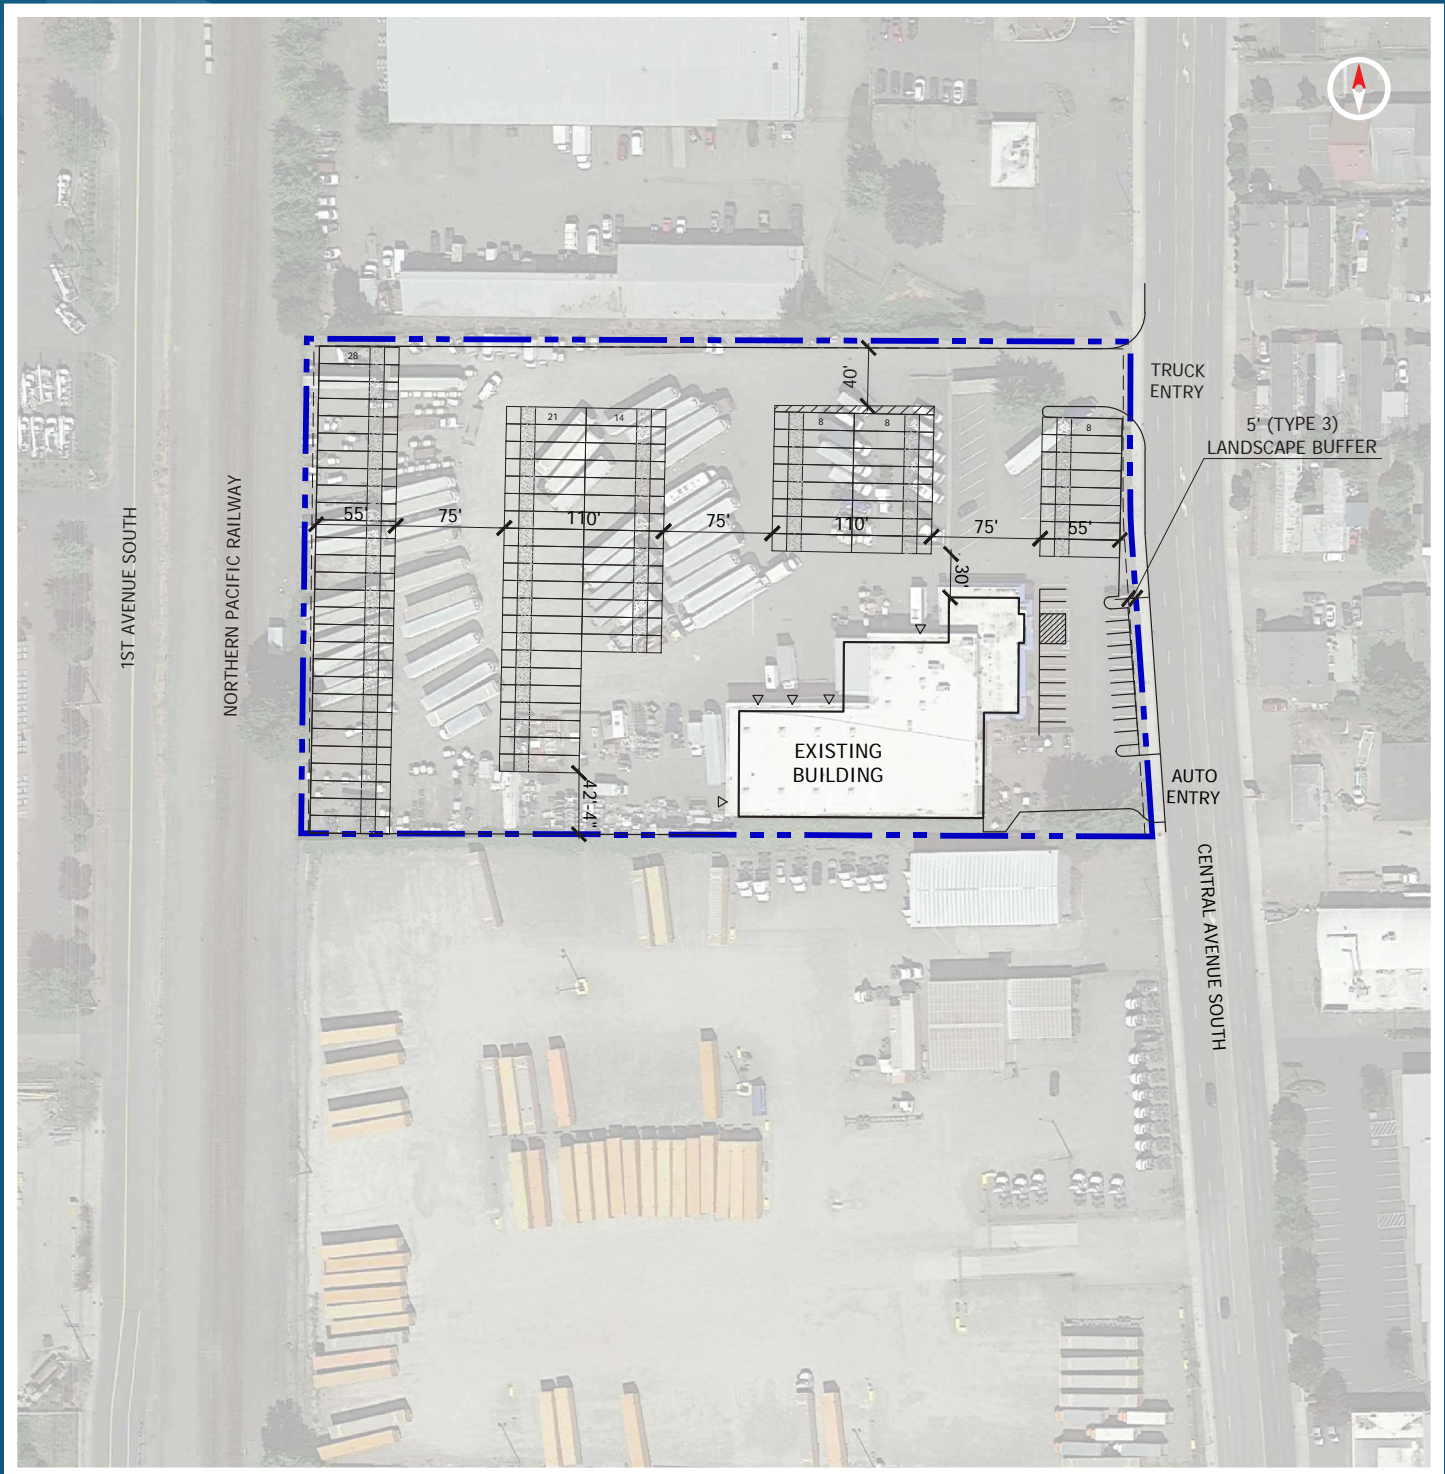 28
21
14
8
8
8
40'
TRUCK
ENTRY
5' (TYPE 3)
LANDSCAPE BUFFER
55'
75'
110'
75'
110'
75'
55'
30'
1ST AVENUE SOUTH
NORTHERN PACIFIC RAILWAY
EXISTING
BUILDING
42'-4"
AUTO
ENTRY
CENTRAL AVENUE SOUTH